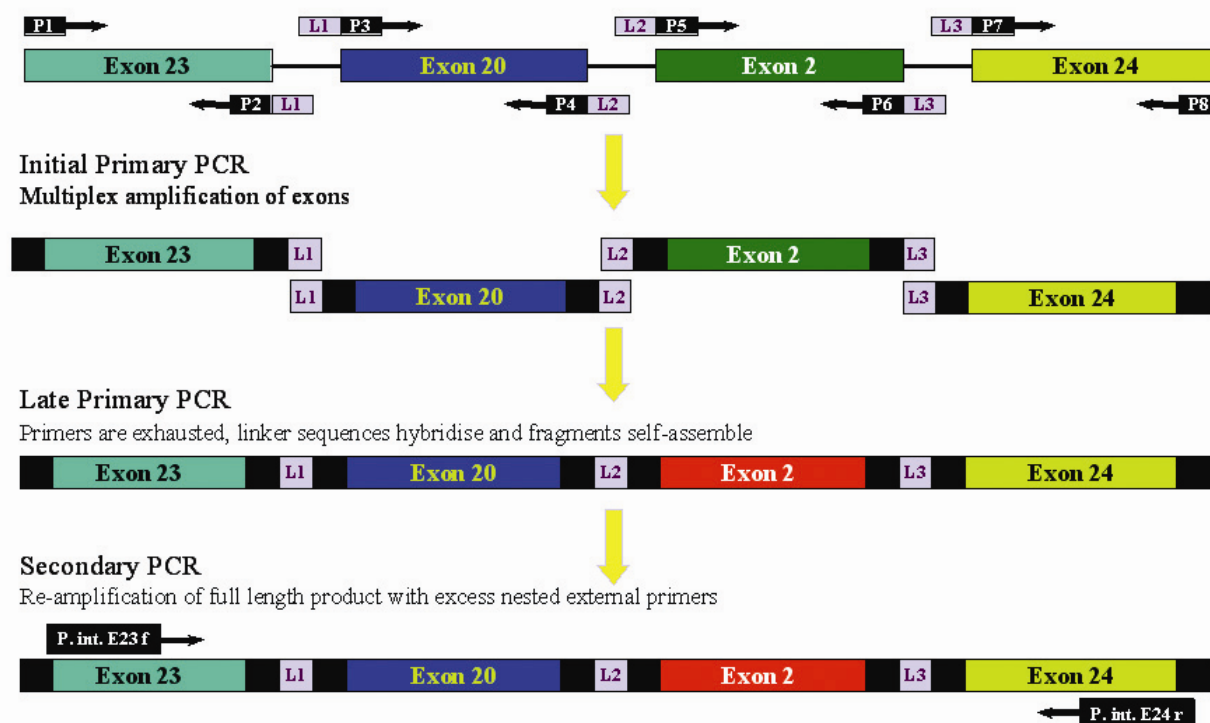 P1 L1 P3 L2 P5 L3 P7
Exon 23 Exon 20 Exon 2 Exon 24
P2 L1 P4 L2 P6 L3 P8
Initial Primary PCR
Multiplex amplification of exons
Exon 23 L1 L2 Exon 2 L3
L1 Exon 20 L2 L3 Exon 24
Late Primary PCR
Primers are exhausted, linker sequences hybridise and fragments self-assemble
Exon 23 L1 Exon 20 L2 Exon 2 L3 Exon 24
Secondary PCR
Re-amplification of full length product with excess nested external primers
P. int. E23 f
Exon 23 L1 Exon 20 L2 Exon 2 L3 Exon 24
P. int. E24 r